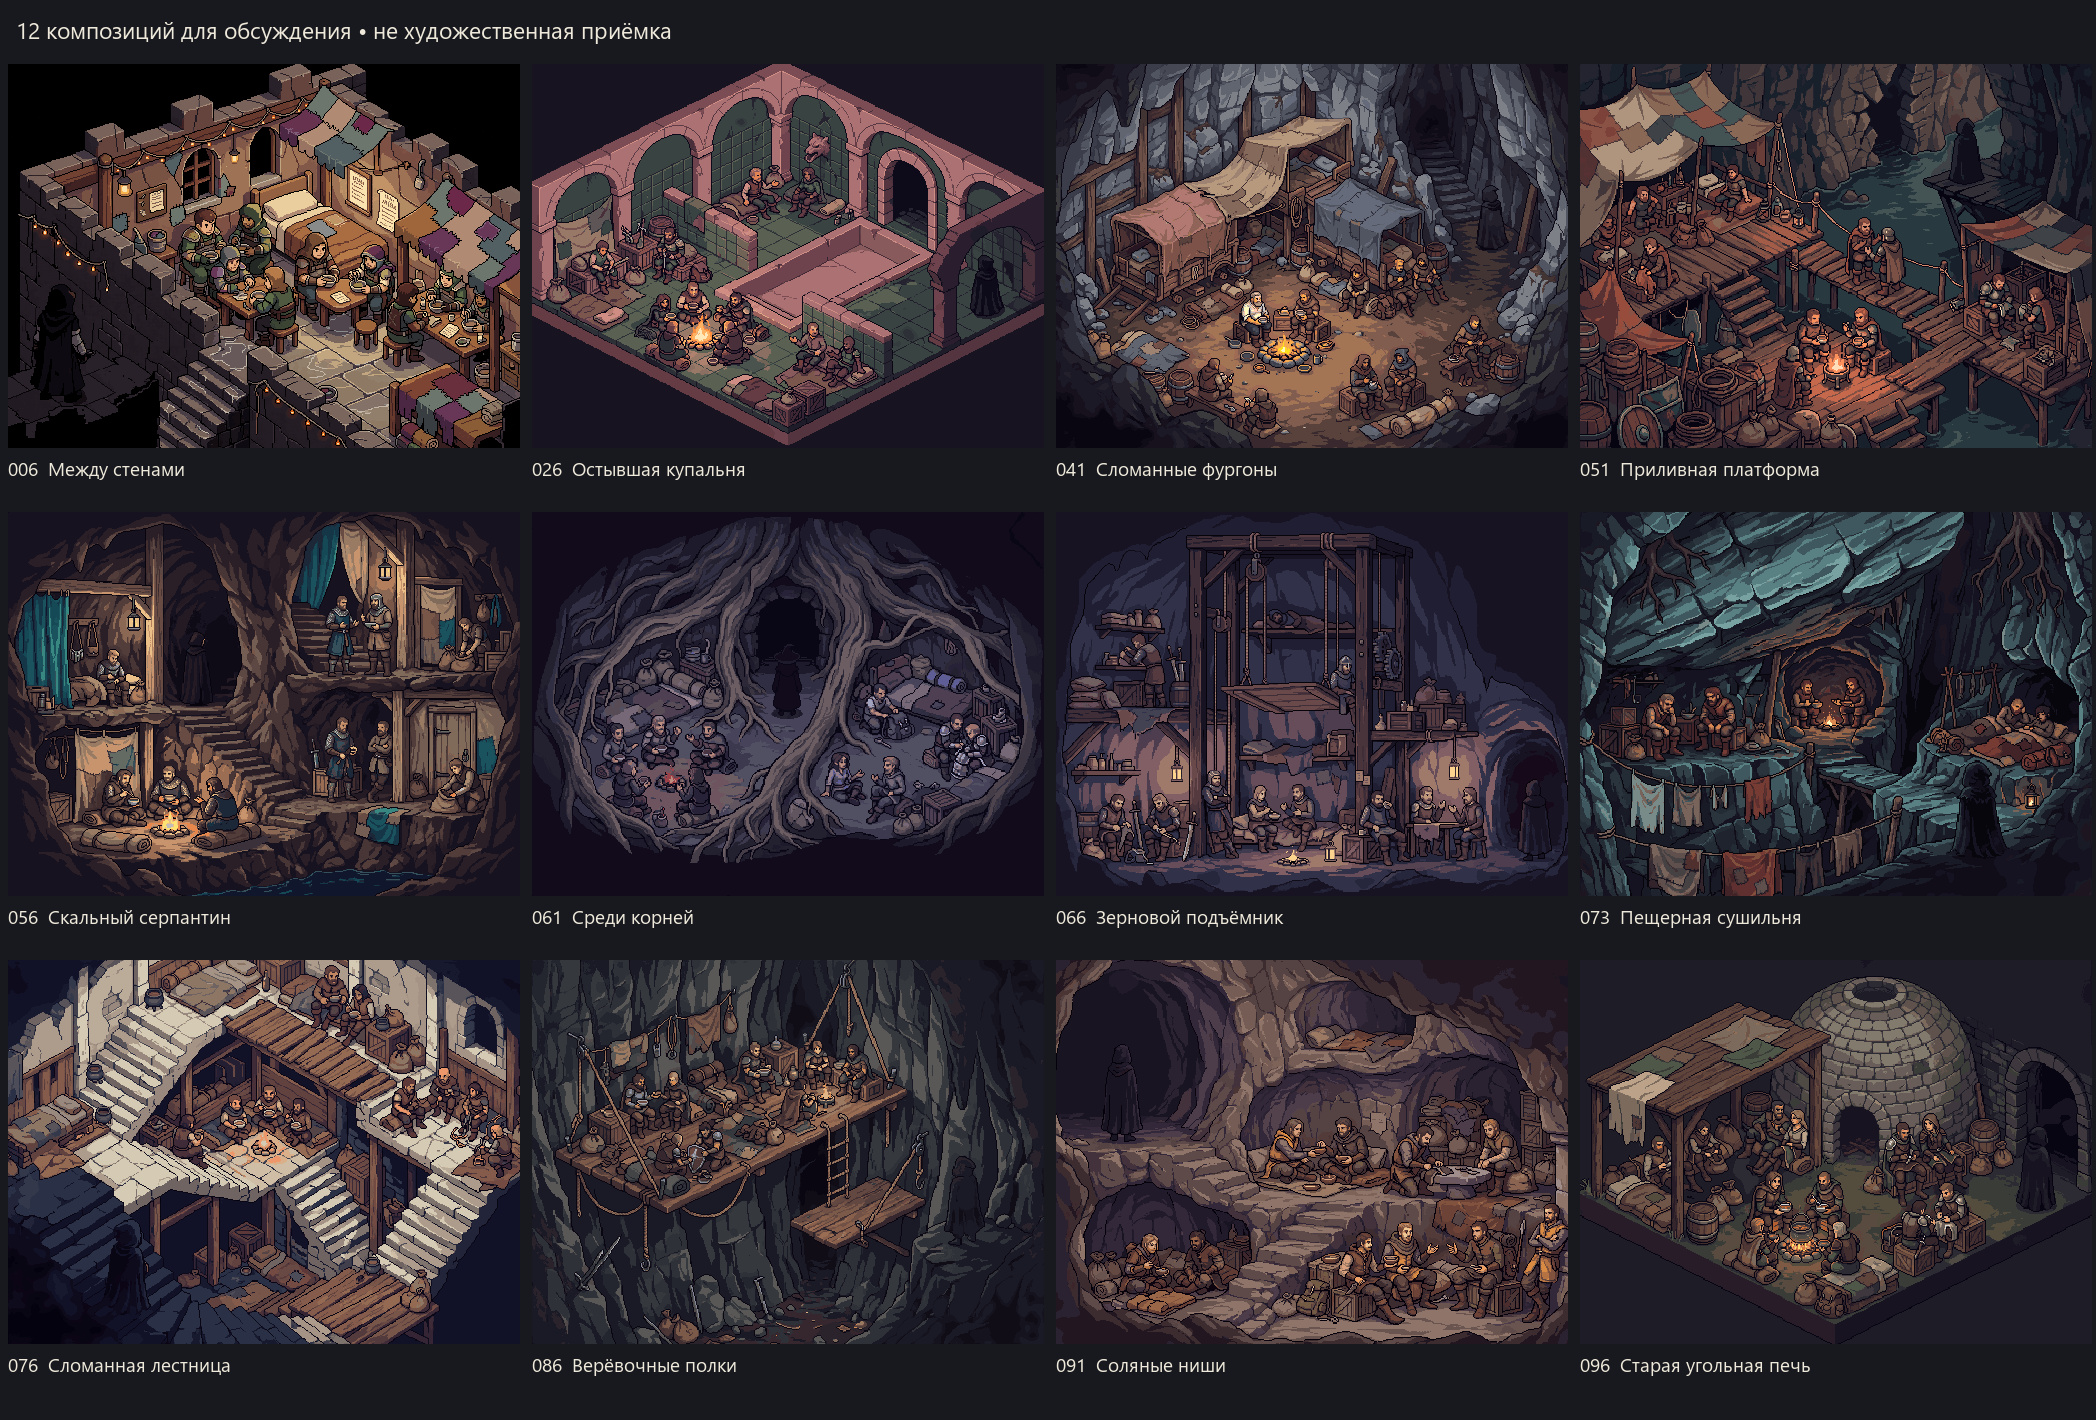 12 композиций для обсуждения • не художественная приёмка
006 Между стенами
026 Остывшая купальня
041 Сломанные фургоны
051 Приливная платформа
056 Скальный серпантин
061 Среди корней
066 Зерновой подъёмник
073 Пещерная сушильня
076 Сломанная лестница
086 Верёвочные полки
091 Соляные ниши
096 Старая угольная печь